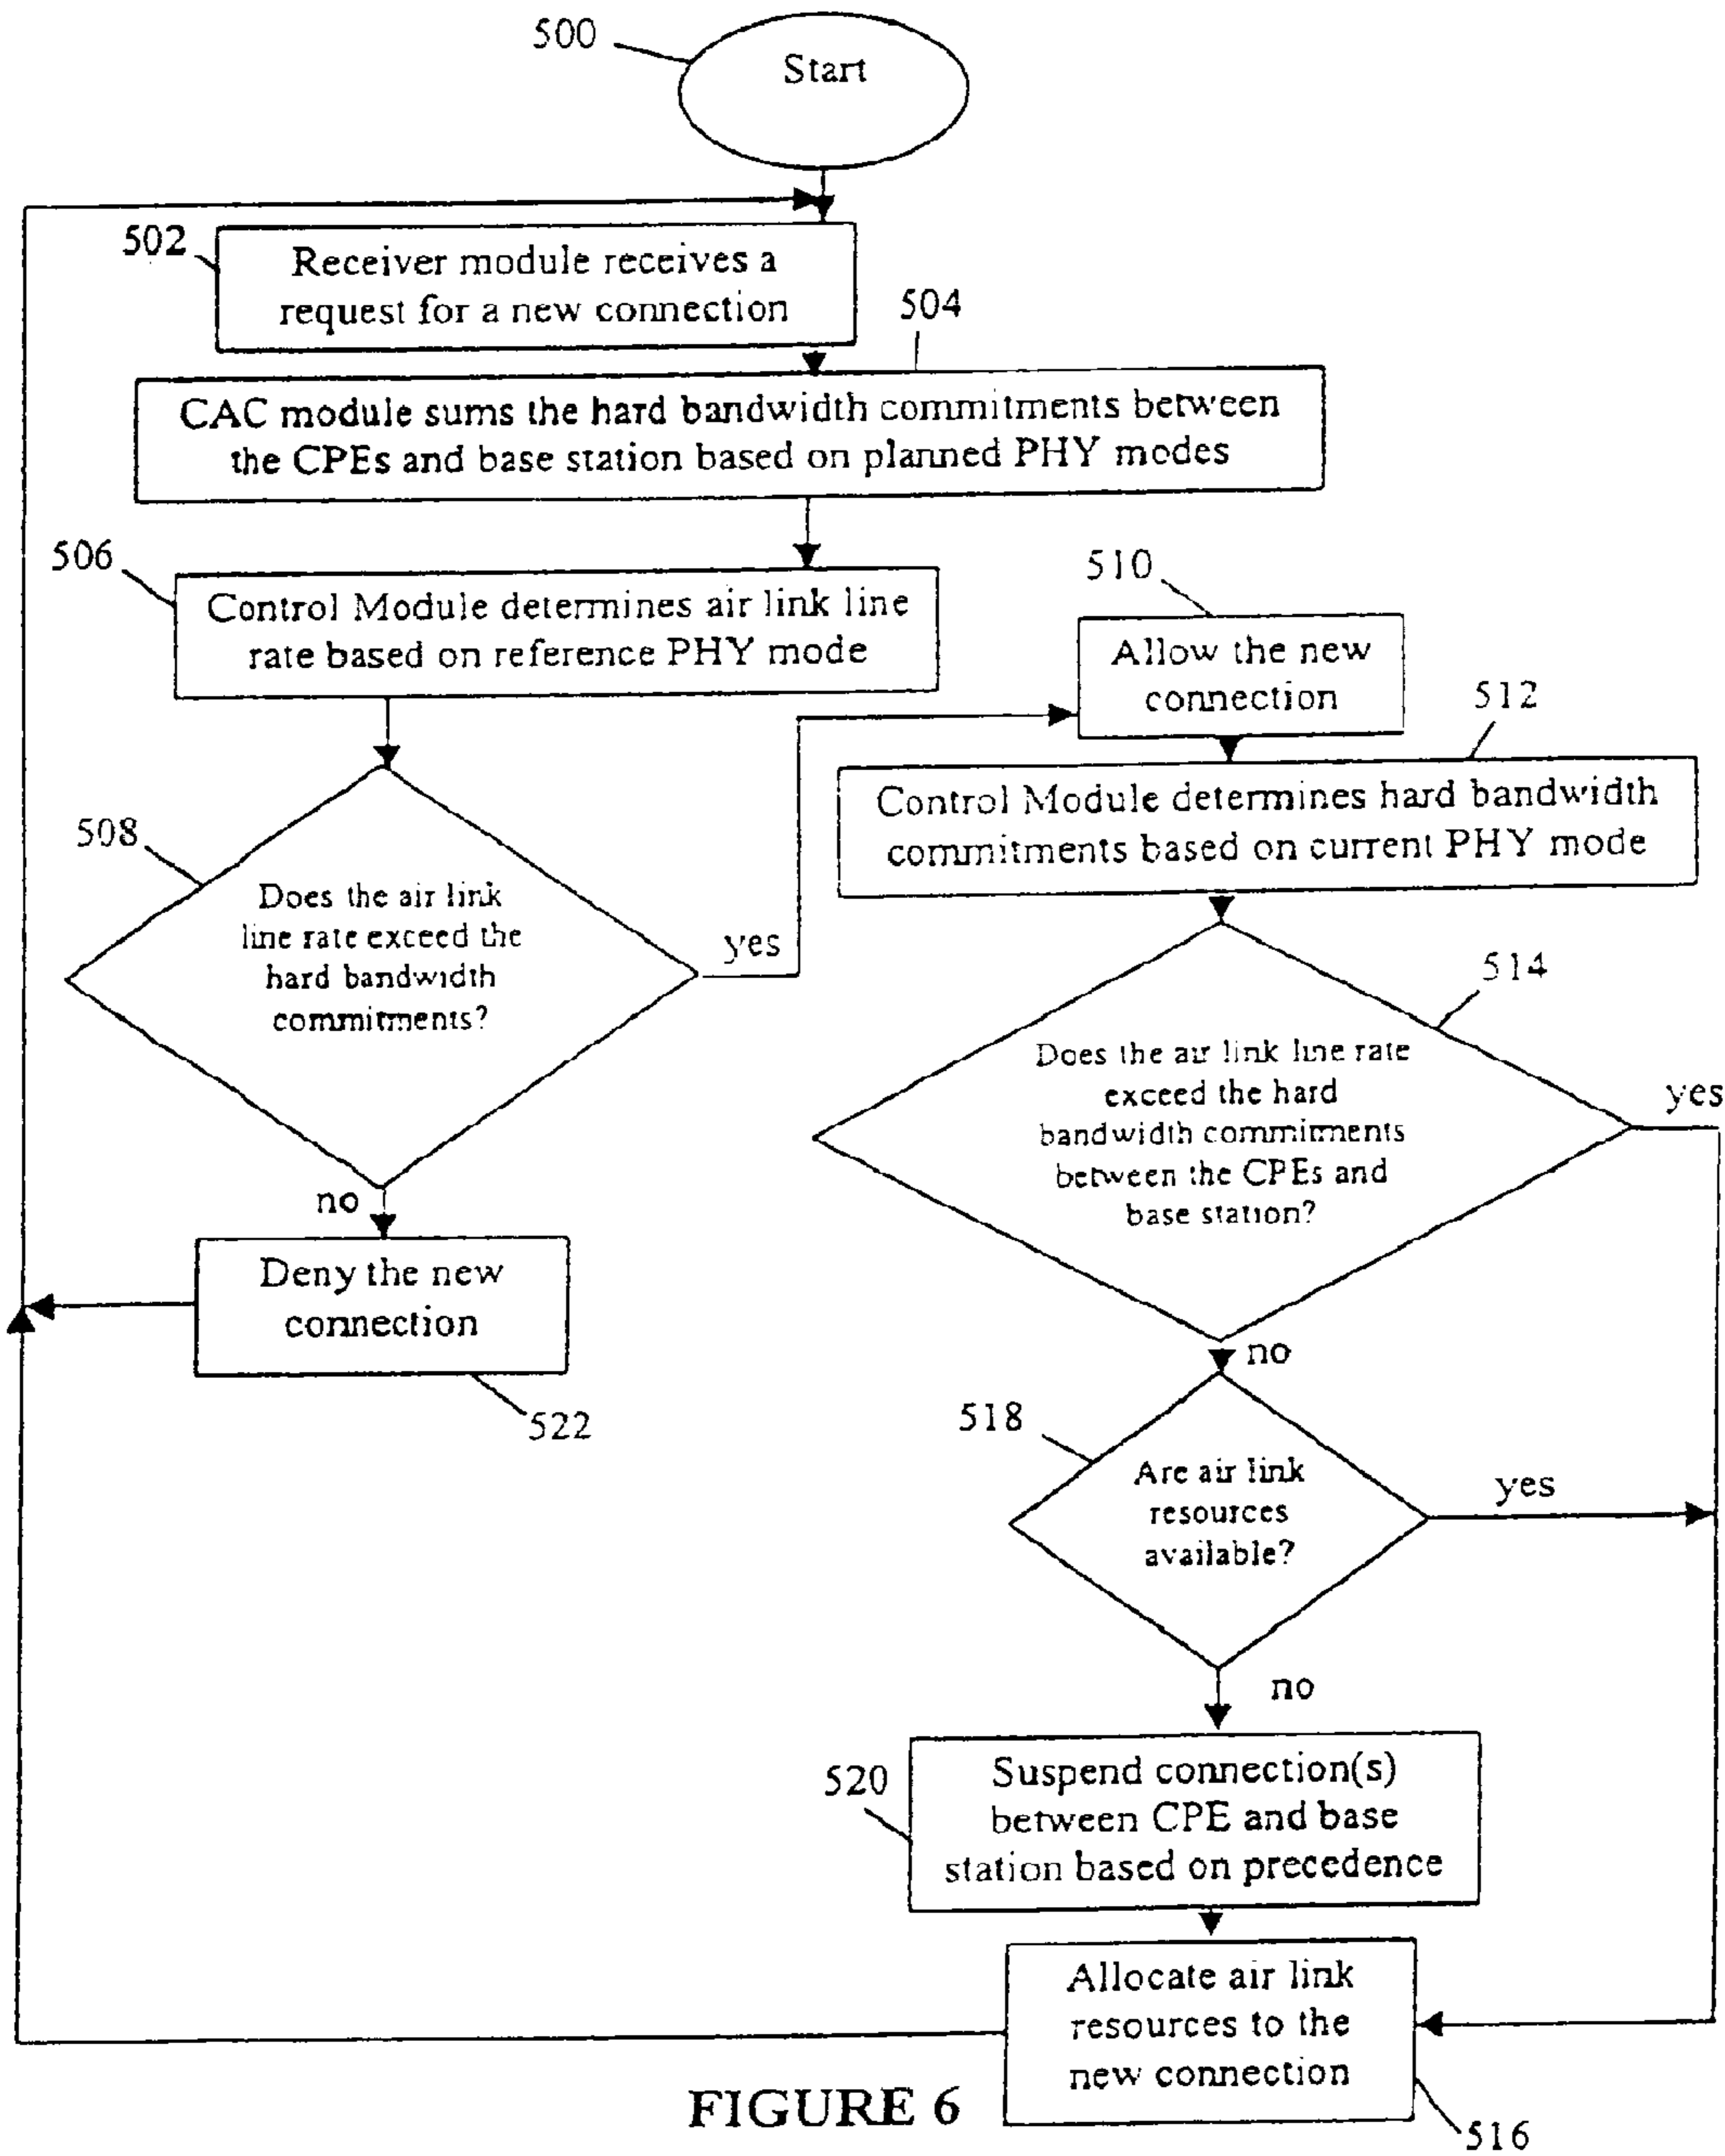 500
Start
502
Receiver module receives a
request for a new connection
504
CAC module sums the hard bandwidth commitments between
the CPEs and base station based on planned PHY modes
506
Control Module determines air link line
rate based on reference PHY mode
510
Allow the new
connection
512
Control Module determines hard bandwidth
commitments based on current PHY mode
508
Does the air link
line rate exceed the
hard bandwidth
commitments?
yes
no
514
Does the air link line rate
exceed the hard
bandwidth commitments
between the CPEs and
base station?
yes
no
Deny the new
connection
522
518
Are air link
resources
available?
yes
no
520
Suspend connection(s)
between CPE and base
station based on precedence
Allocate air link
resources to the
new connection
516
FIGURE 6